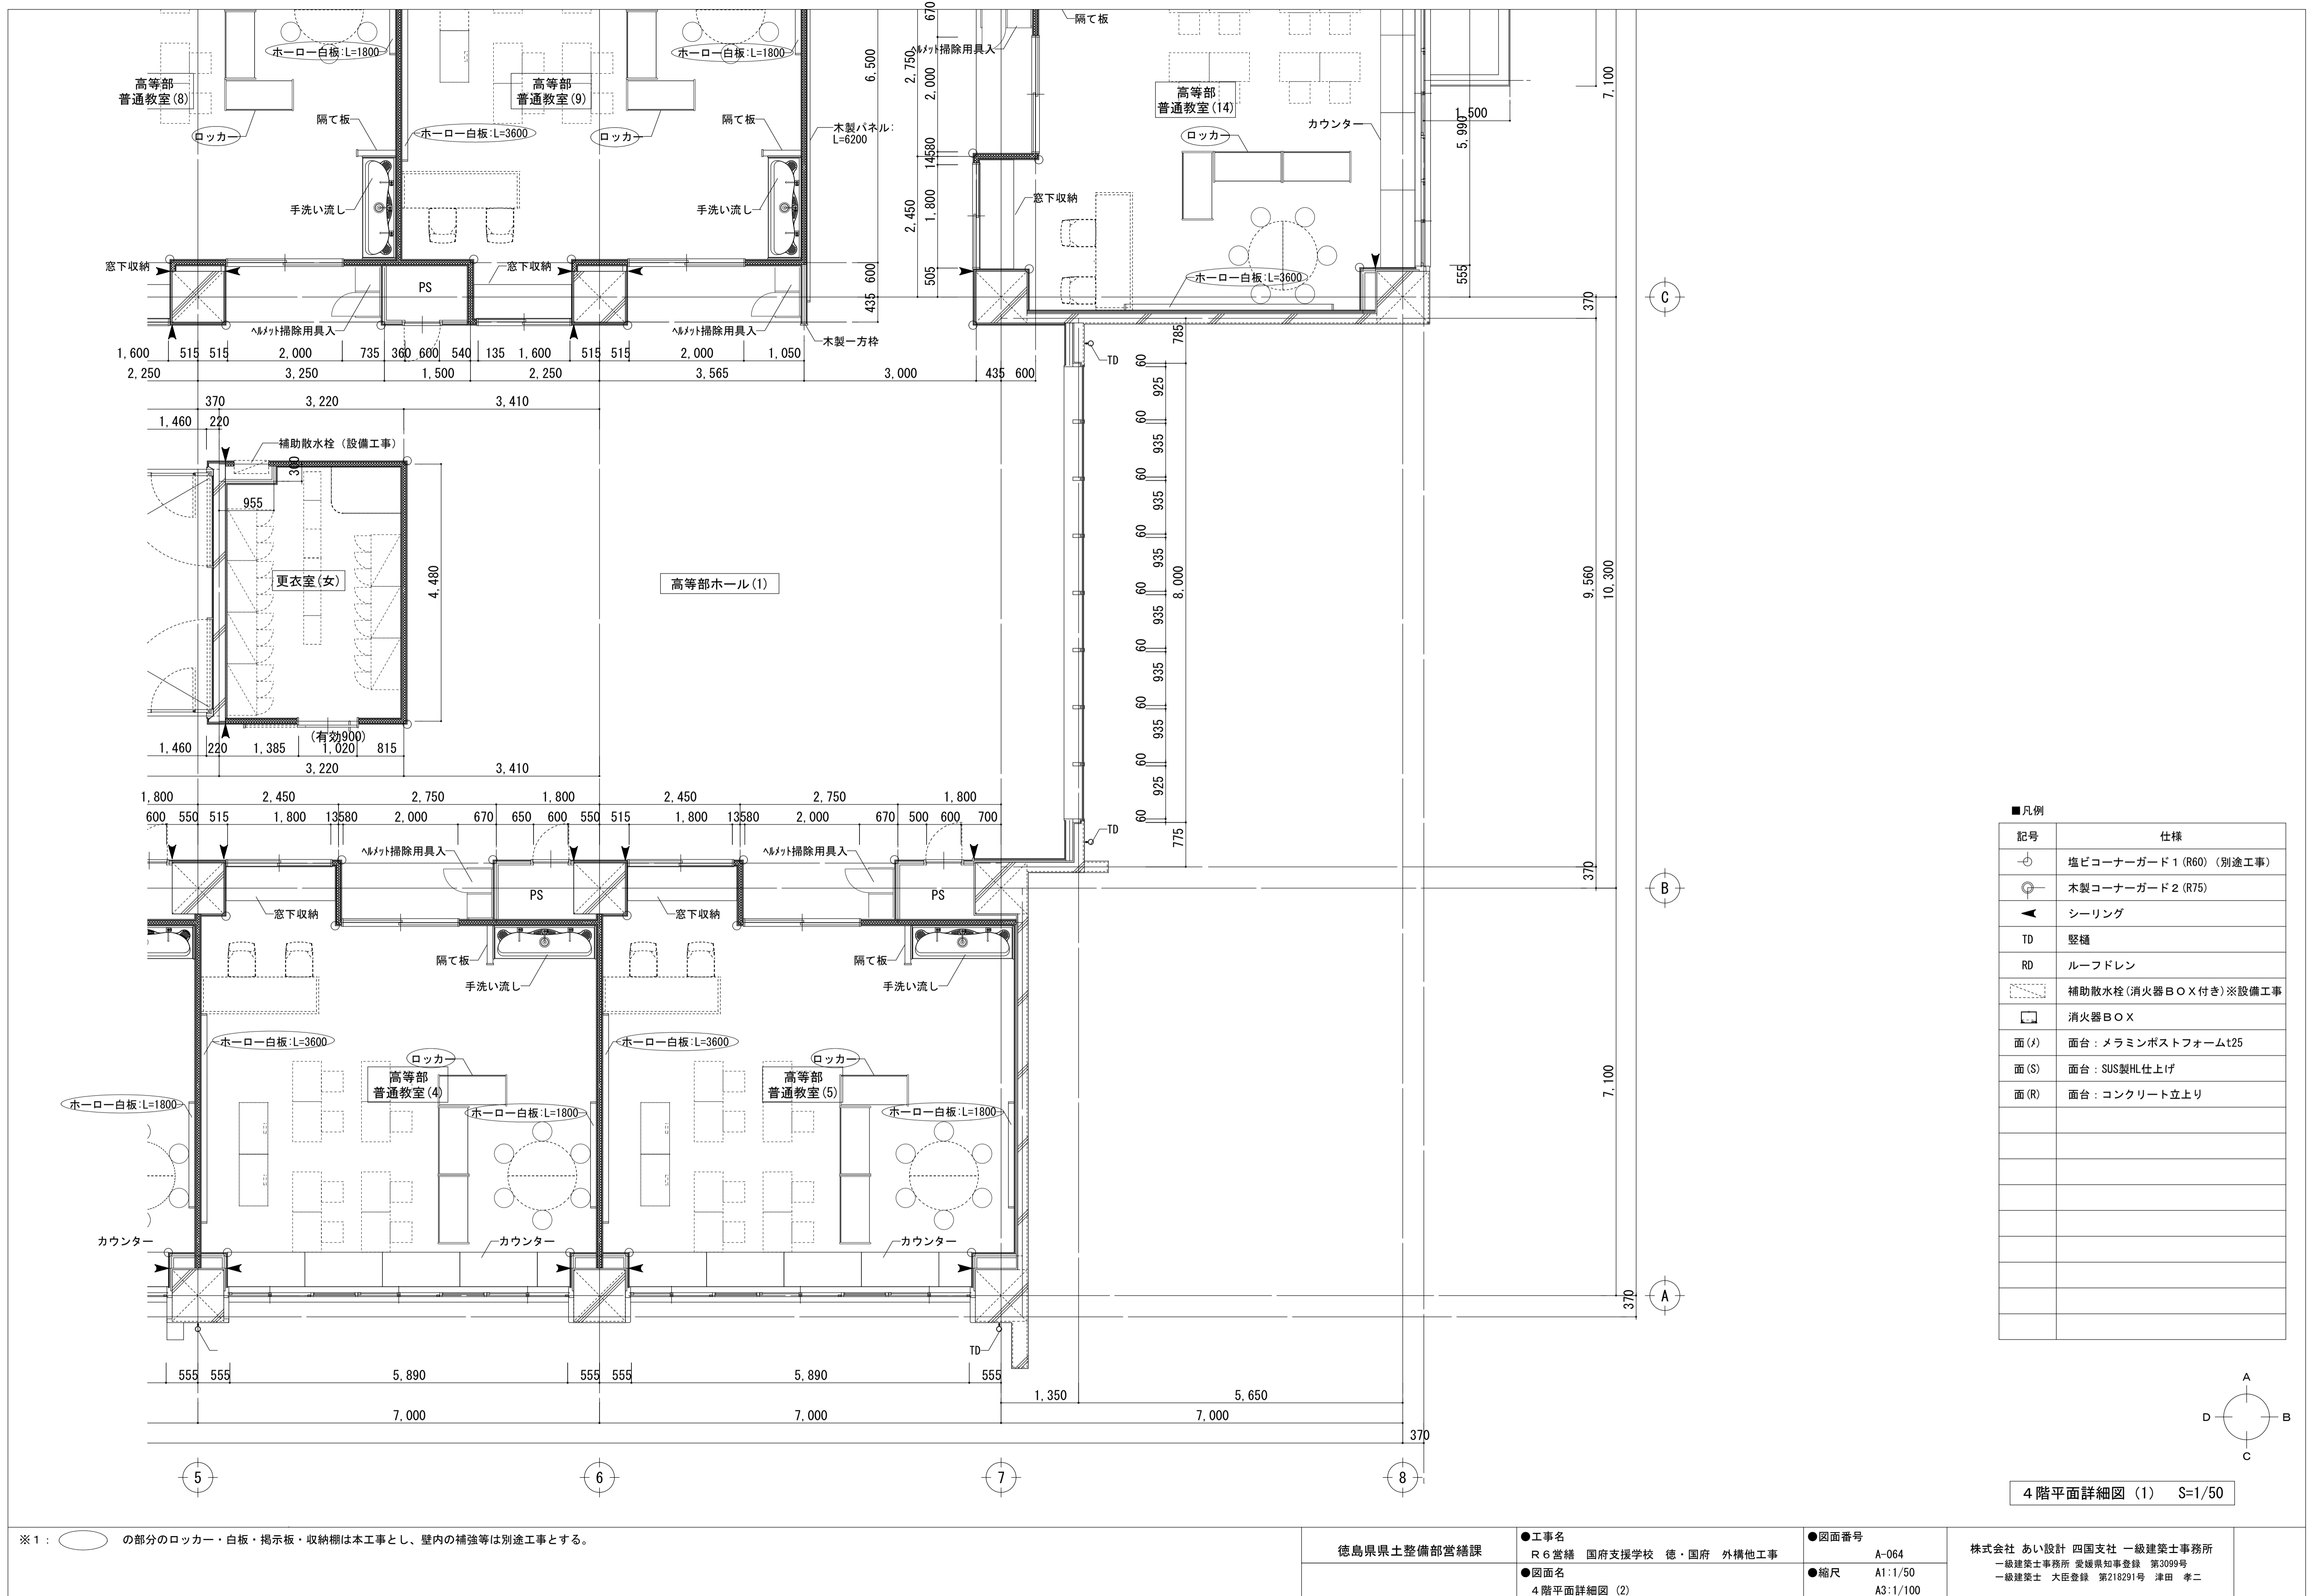 ホーロー白板:L=1800
ホーロー白板:L=1800
高等部
普通教室(8)
高等部
普通教室(9)
ロッカー
ロッカー
隔て板
隔て板
ホーロー白板:L=3600
木製パネル:
L=6200
手洗い流し
手洗い流し
窓下収納
窓下収納
PS
ﾍﾙﾒｯﾄ掃除用具入
ﾍﾙﾒｯﾄ掃除用具入
木製一方枠
6,500
600
435
670
2,750
2,000
14580
2,450
1,800
505
隔て板
ﾍﾙﾒｯﾄ掃除用具入
高等部
普通教室(14)
カウンター
ロッカー
窓下収納
ホーロー白板:L=3600
1,500
5,990
555
7,100
370
C
1,600 515 515 2,000 735 360 600 540 135 1,600 515 515 2,000 1,050
2,250 3,250 1,500 2,250 3,565 3,000 435 600
370 3,220 3,410
1,460 220
補助散水栓（設備工事）
300
955
更衣室(女)
4,480
高等部ホール(1)
(有効900)
1,460 220 1,385 1,020 815
3,220 3,410
785
TD
60
925
60
935
60
935
60
935
60
935
60
935
60
935
60
925
60
8,000
775
TD
9,560
10,300
370
B
1,800 2,450 2,750 1,800 2,450 2,750 1,800
600 550 515 1,800 13580 2,000 670 650 600 550 515 1,800 13580 2,000 670 500 600 700
ﾍﾙﾒｯﾄ掃除用具入
ﾍﾙﾒｯﾄ掃除用具入
PS
PS
窓下収納
窓下収納
隔て板
隔て板
手洗い流し
手洗い流し
ホーロー白板:L=3600
ホーロー白板:L=3600
ロッカー
ロッカー
高等部
普通教室(4)
高等部
普通教室(5)
ホーロー白板:L=1800
ホーロー白板:L=1800
ホーロー白板:L=1800
カウンター
カウンター
カウンター
7,100
370
A
TD
555 555 5,890 555 555 5,890 555
1,350 5,650
7,000 7,000 7,000
370
5
6
7
8
■凡例
記号 仕様
塩ビコーナーガード１(R60)（別途工事）
木製コーナーガード２(R75)
シーリング
TD 竪樋
RD ルーフドレン
補助散水栓(消火器ＢＯＸ付き)※設備工事
消火器ＢＯＸ
面(ﾒ) 面台：メラミンポストフォームt25
面(S) 面台：SUS製HL仕上げ
面(R) 面台：コンクリート立上り
A
D B
C
４階平面詳細図（1） S=1/50
※１： の部分のロッカー・白板・掲示板・収納棚は本工事とし、壁内の補強等は別途工事とする。
徳島県県土整備部営繕課
●工事名
Ｒ６営繕 国府支援学校 徳・国府 外構他工事
●図面名
４階平面詳細図（2）
●図面番号
A-064
●縮尺 A1:1/50
A3:1/100
株式会社 あい設計 四国支社 一級建築士事務所
一級建築士事務所 愛媛県知事登録 第3099号
一級建築士 大臣登録 第218291号 津田 孝二